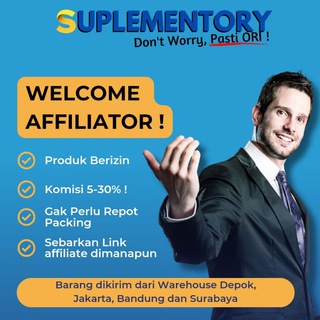 SUPLEMENTORY
Don't Worry, Pasti ORI !
WELCOME
AFFILIATOR !
Produk Berizin
Komisi 5-30% !
Gak Perlu Repot
Packing
Sebarkan Link
affiliate dimanapun
Barang dikirim dari Warehouse Depok,
Jakarta, Bandung dan Surabaya